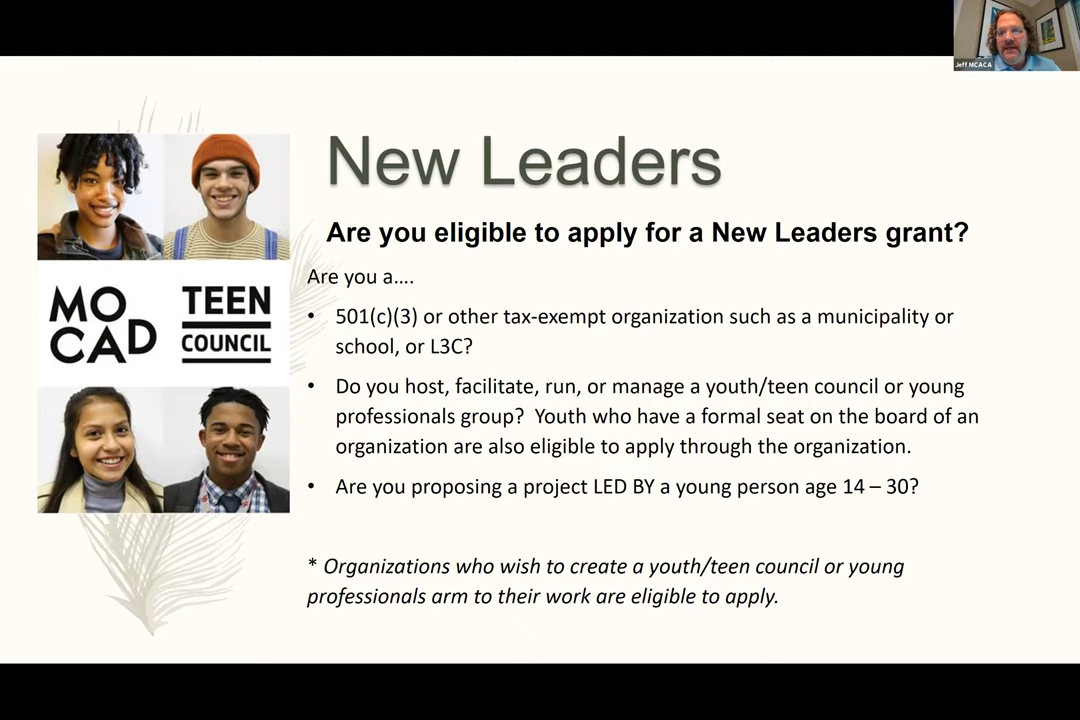 Jeff MCACA
New Leaders
Are you eligible to apply for a New Leaders grant?
MO
CAD
TEEN
COUNCIL
Are you a....
• 501(c)(3) or other tax-exempt organization such as a municipality or
school, or L3C?
• Do you host, facilitate, run, or manage a youth/teen council or young
professionals group? Youth who have a formal seat on the board of an
organization are also eligible to apply through the organization.
• Are you proposing a project LED BY a young person age 14 – 30?
* Organizations who wish to create a youth/teen council or young
professionals arm to their work are eligible to apply.